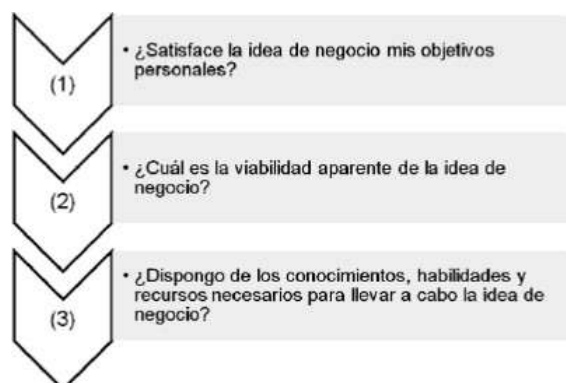 (1)
• ¿Satisface la idea de negocio mis objetivos
personales?
(2)
• ¿Cuál es la viabilidad aparente de la idea de
negocio?
(3)
• ¿Dispongo de los conocimientos, habilidades y
recursos necesarios para llevar a cabo la idea de
negocio?